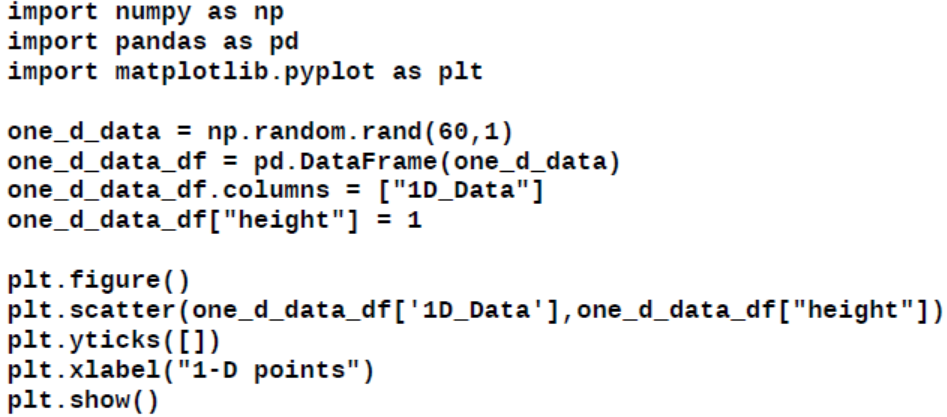 import numpy as np
import pandas as pd
import matplotlib.pyplot as plt

one_d_data = np.random.rand(60,1)
one_d_data_df = pd.DataFrame(one_d_data)
one_d_data_df.columns = ["1D_Data"]
one_d_data_df["height"] = 1

plt.figure()
plt.scatter(one_d_data_df['1D_Data'],one_d_data_df["height"])
plt.yticks([])
plt.xlabel("1-D points")
plt.show()